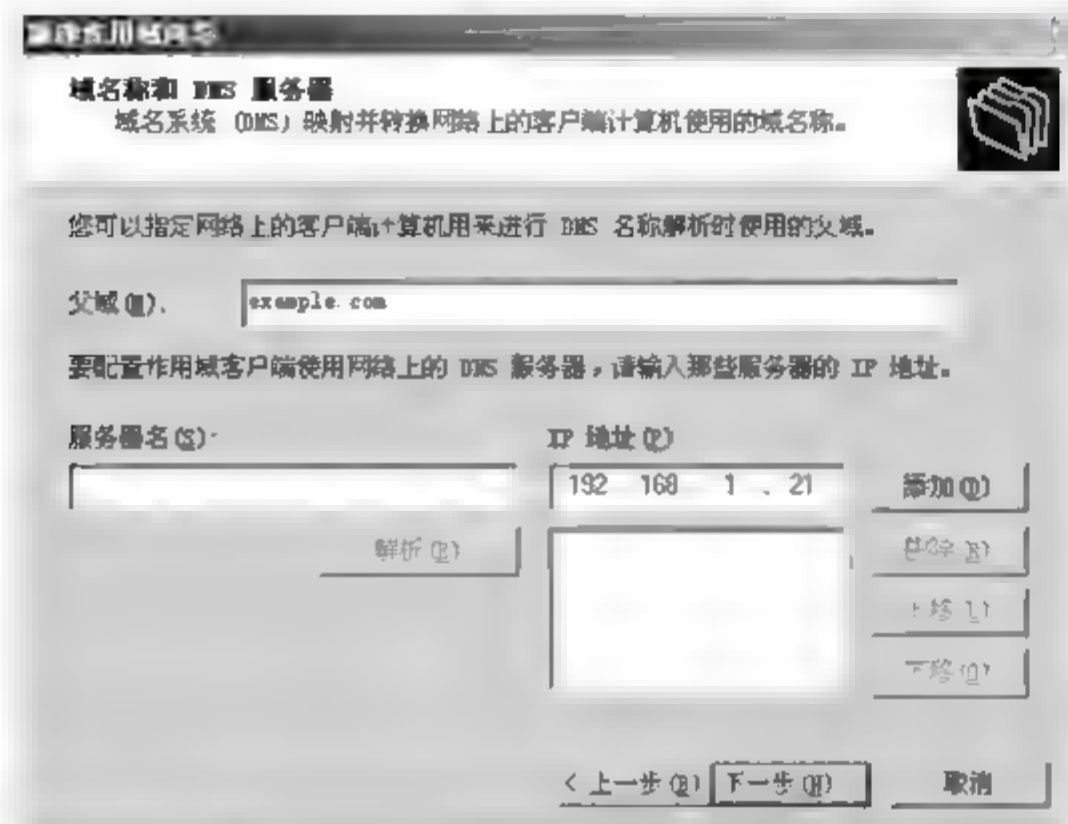 新建作用域向导
域名称和 DNS 服务器
域名系统 (DNS) 映射并转换网络上的客户端计算机使用的域名称。
您可以指定网络上的客户端计算机用来进行 DNS 名称解析时使用的父域。
父域(M):
example.com
要配置作用域客户端使用网络上的 DNS 服务器，请输入那些服务器的 IP 地址。
服务器名(S):
IP 地址(P)
192 168 1 . 21
添加(D)
解析(E)
删除(R)
上移(U)
下移(O)
< 上一步(B)
下一步(N)
取消